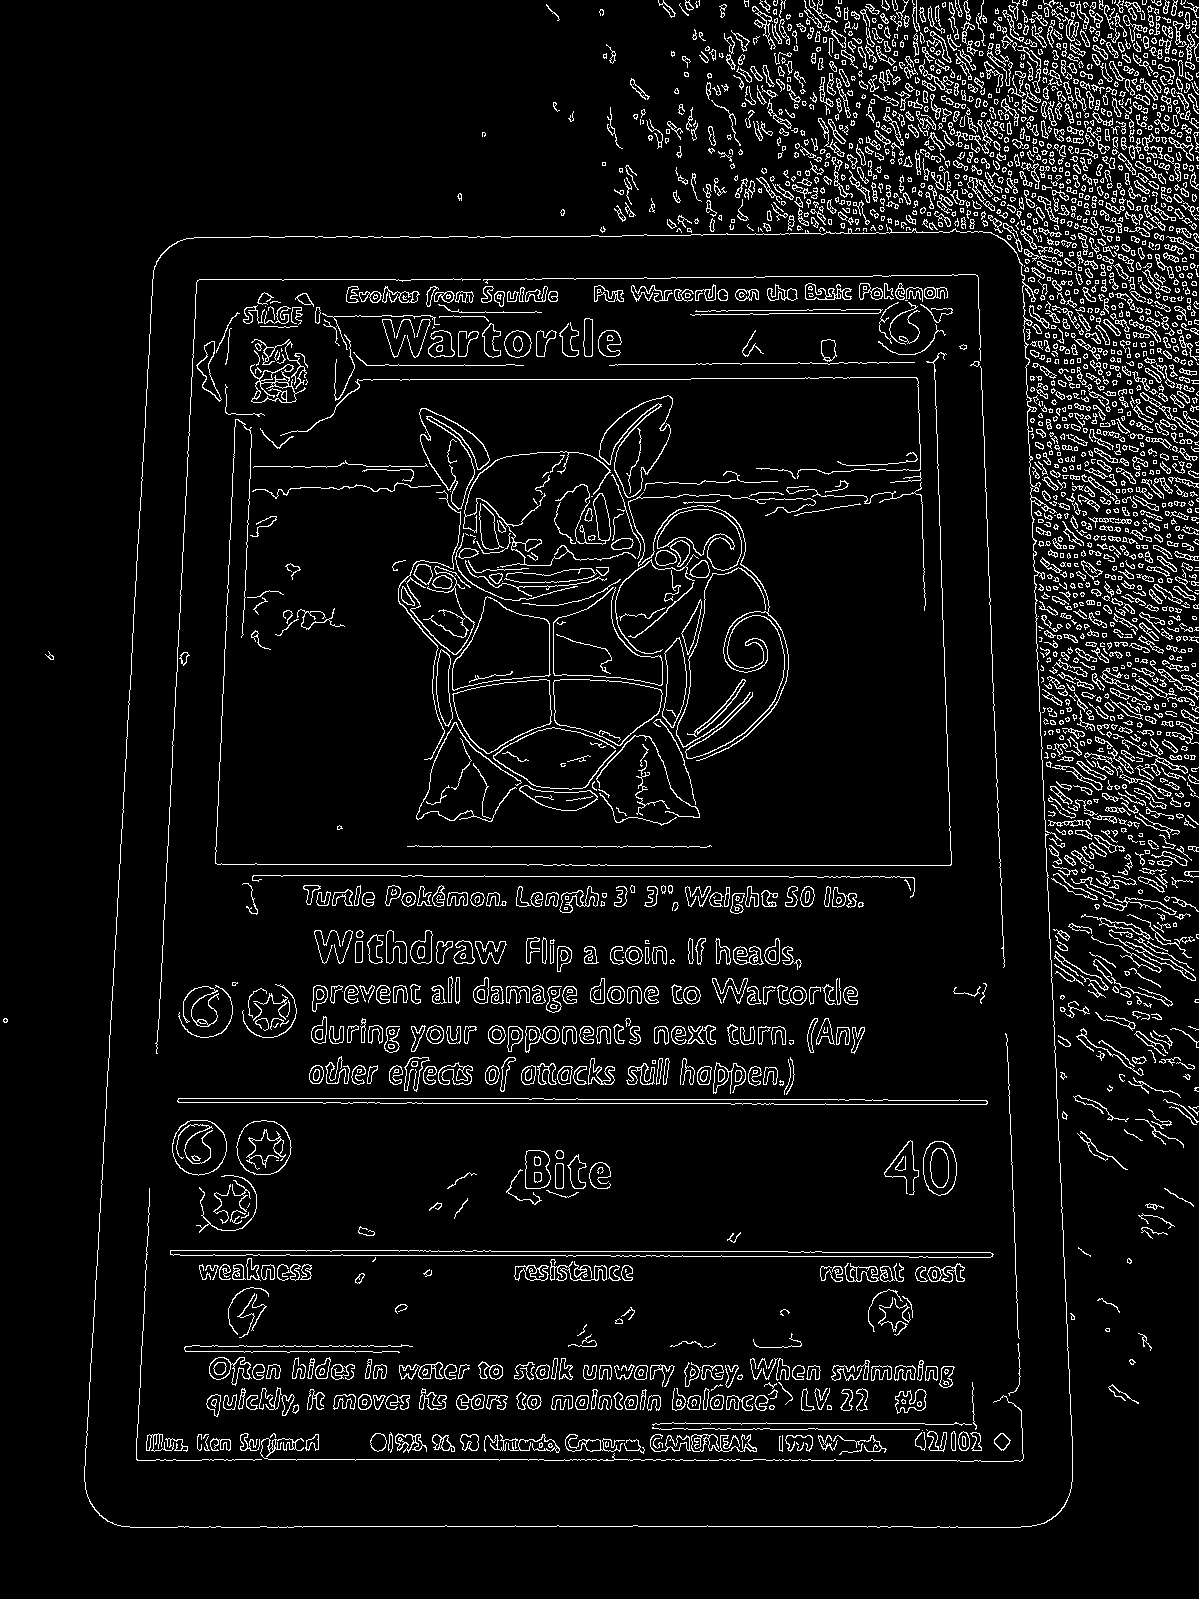 Evolves from Squirtle Put Wartortle on the Basic Pokémon
STAGE 1
Wartortle
Turtle Pokémon. Length: 3' 3", Weight: 50 lbs.
Withdraw Flip a coin. If heads,
prevent all damage done to Wartortle
during your opponent's next turn. (Any
other effects of attacks still happen.)
Bite 40
weakness resistance retreat cost
Often hides in water to stalk unwary prey. When swimming
quickly, it moves its ears to maintain balance. LV. 22 #8
Illus. Ken Sugimori ©1995, 96, 98 Nintendo, Creatures, GAMEFREAK. 1999 Wizards. 42/102